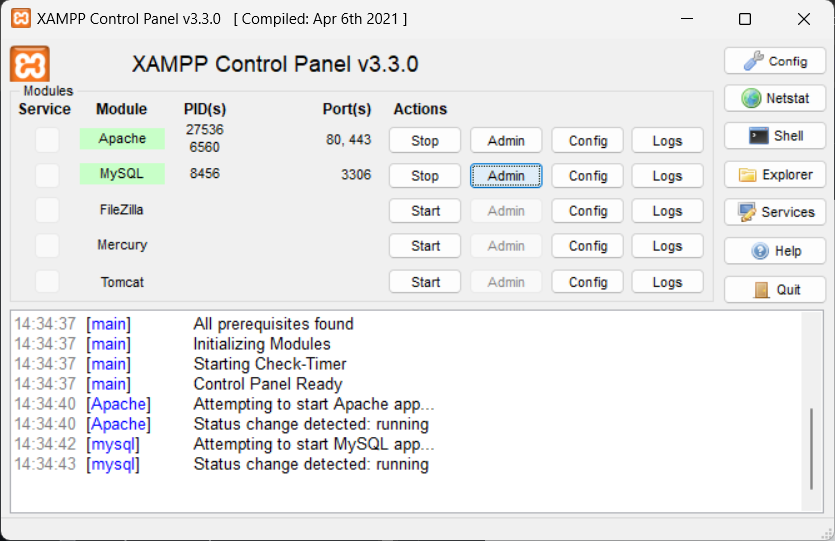 XAMPP Control Panel v3.3.0 [ Compiled: Apr 6th 2021 ]
XAMPP Control Panel v3.3.0
Config
Modules
Service Module PID(s) Port(s) Actions
Netstat
Apache 27536 6560 80, 443 Stop Admin Config Logs
Shell
MySQL 8456 3306 Stop Admin Config Logs
Explorer
FileZilla Start Admin Config Logs
Services
Mercury Start Admin Config Logs
Help
Tomcat Start Admin Config Logs
Quit
14:34:37 [main] All prerequisites found
14:34:37 [main] Initializing Modules
14:34:37 [main] Starting Check-Timer
14:34:37 [main] Control Panel Ready
14:34:40 [Apache] Attempting to start Apache app...
14:34:40 [Apache] Status change detected: running
14:34:42 [mysql] Attempting to start MySQL app...
14:34:43 [mysql] Status change detected: running